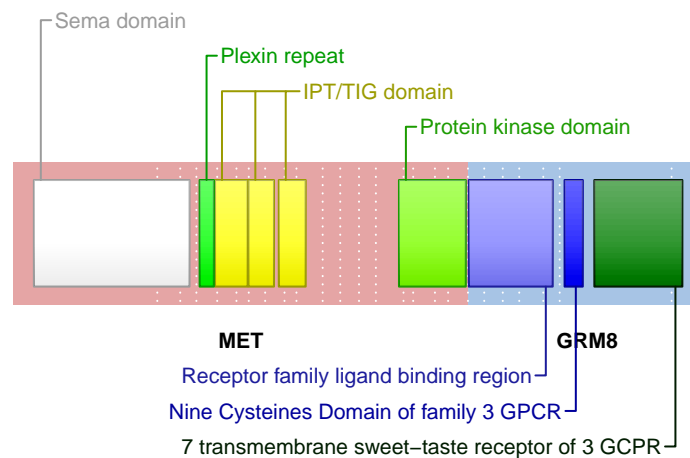 Sema domain
Plexin repeat
IPT/TIG domain
Protein kinase domain
MET
GRM8
Receptor family ligand binding region
Nine Cysteines Domain of family 3 GPCR
7 transmembrane sweet−taste receptor of 3 GCPR